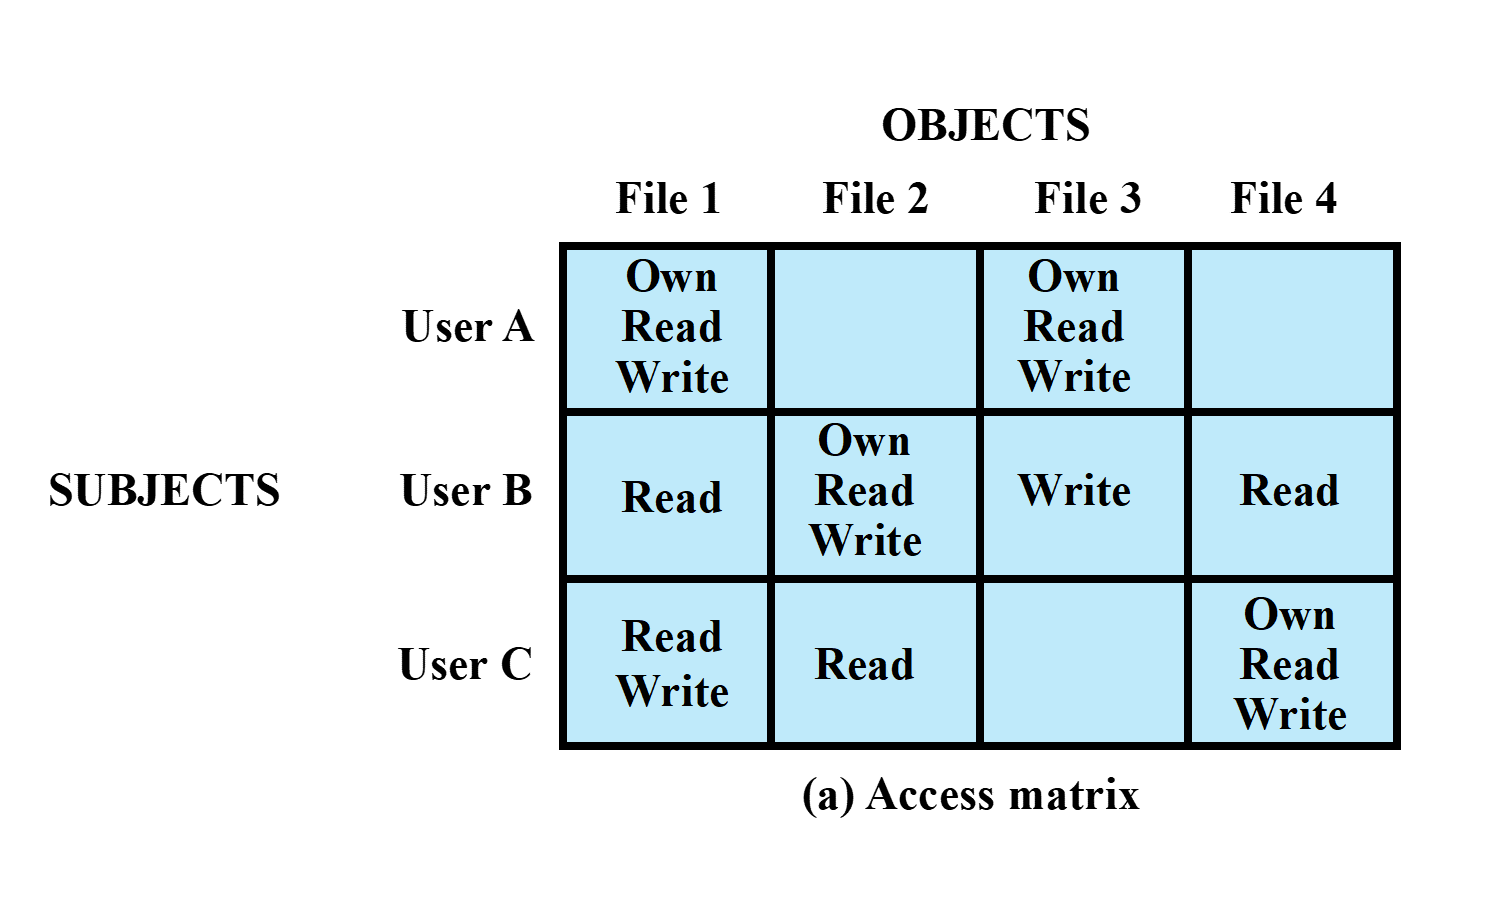 OBJECTS
File 1 File 2 File 3 File 4
User A
Own
Read
Write
Own
Read
Write
SUBJECTS
User B
Read
Own
Read
Write
Write
Read
User C
Read
Write
Read
Own
Read
Write
(a) Access matrix